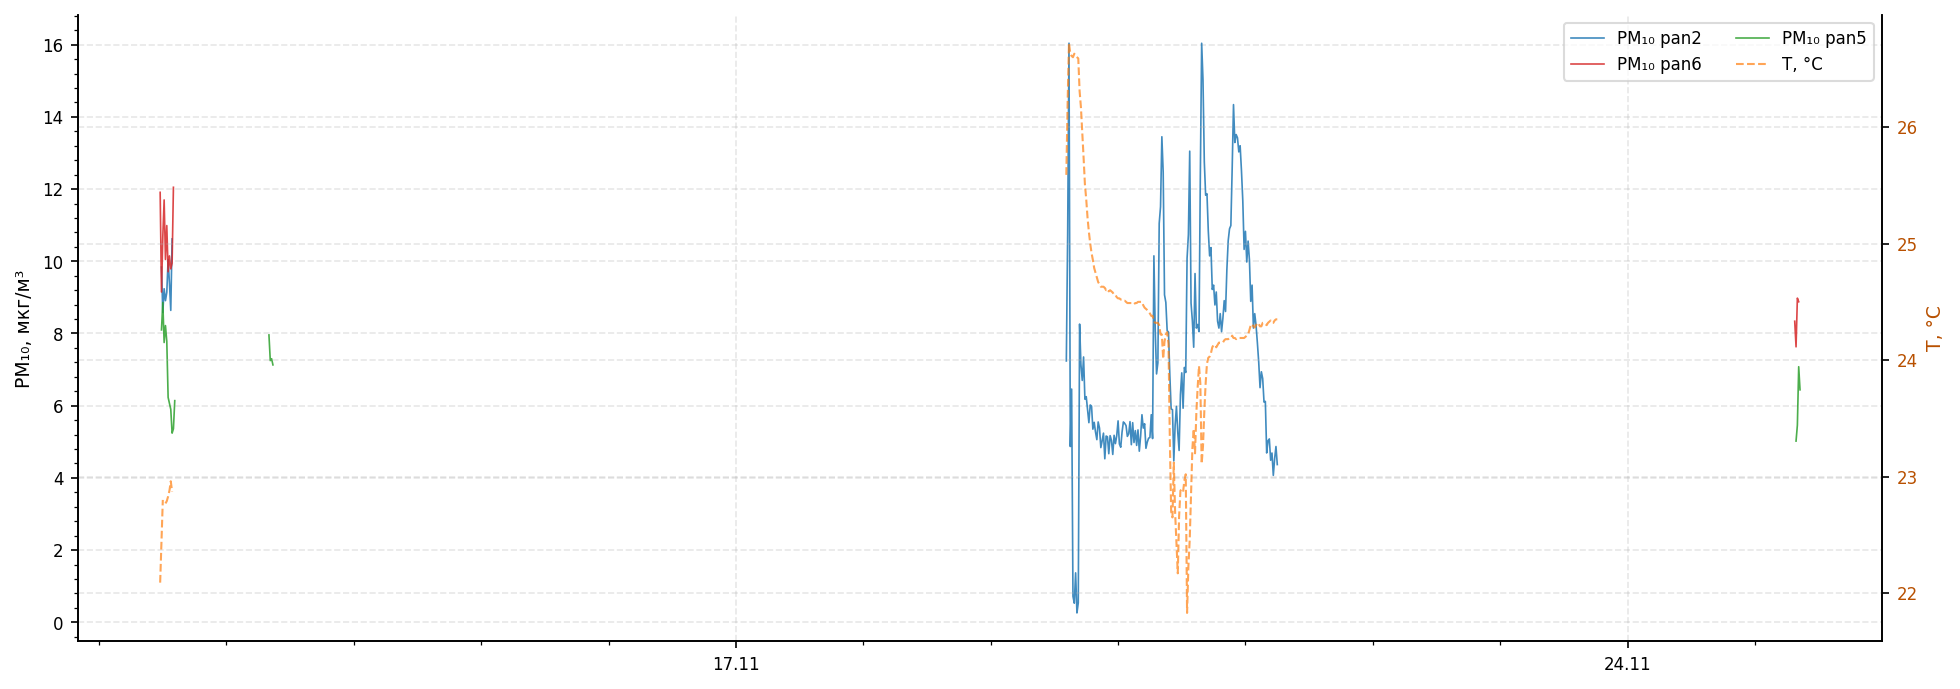 PM₁₀ pan2
PM₁₀ pan6
PM₁₀ pan5
T, °C
PM₁₀, мкг/м³
16
14
12
10
8
6
4
2
0
T, °C
26
25
24
23
22
17.11
24.11